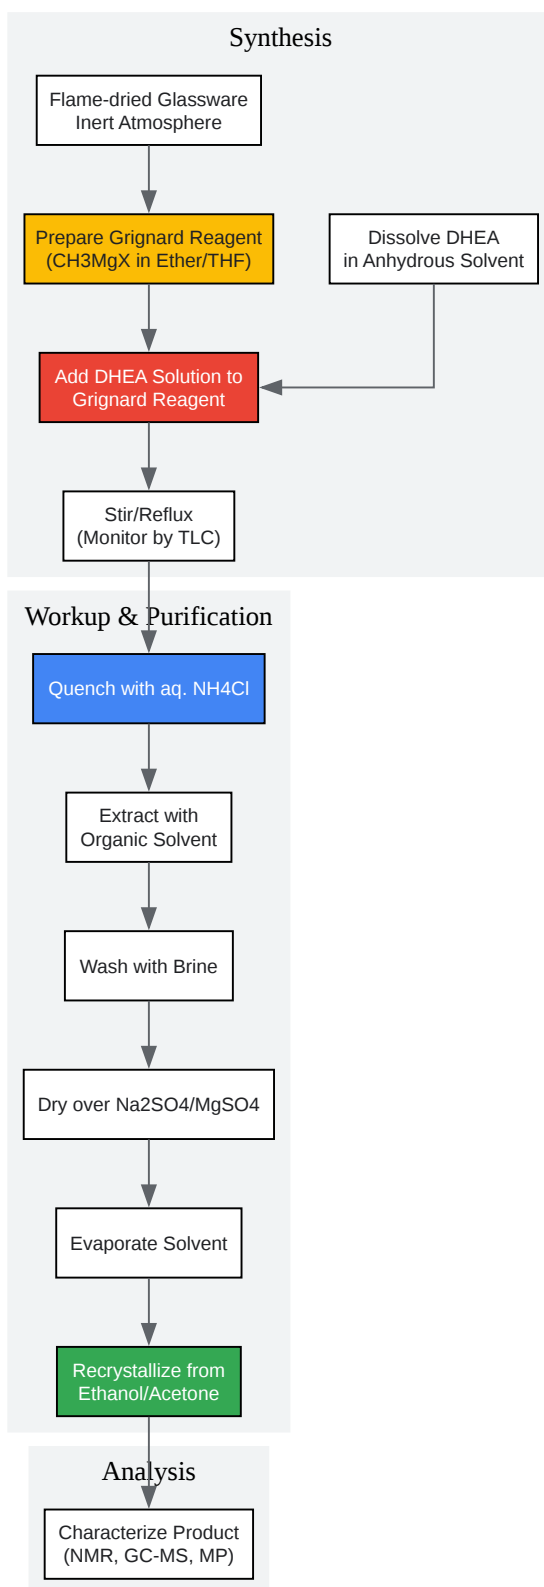 Synthesis
Flame-dried Glassware
Inert Atmosphere
Prepare Grignard Reagent
(CH3MgX in Ether/THF)
Dissolve DHEA
in Anhydrous Solvent
Add DHEA Solution to
Grignard Reagent
Stir/Reflux
(Monitor by TLC)
Workup & Purification
Quench with aq. NH4Cl
Extract with
Organic Solvent
Wash with Brine
Dry over Na2SO4/MgSO4
Evaporate Solvent
Recrystallize from
Ethanol/Acetone
Analysis
Characterize Product
(NMR, GC-MS, MP)